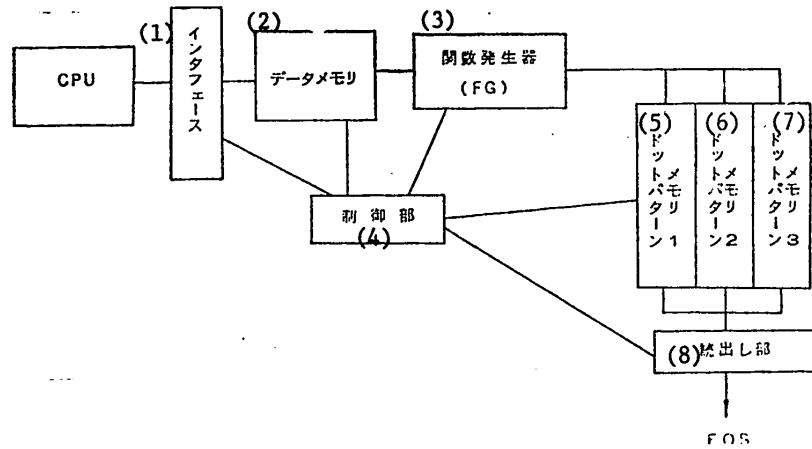 (1)
インタフェース
(2)
データメモリ
(3)
関数発生器
(FG)
CPU
(5)
ドットパターン
メモリ1
(6)
ドットパターン
メモリ2
(7)
ドットパターン
メモリ3
制御部
(4)
(8) 読出し部